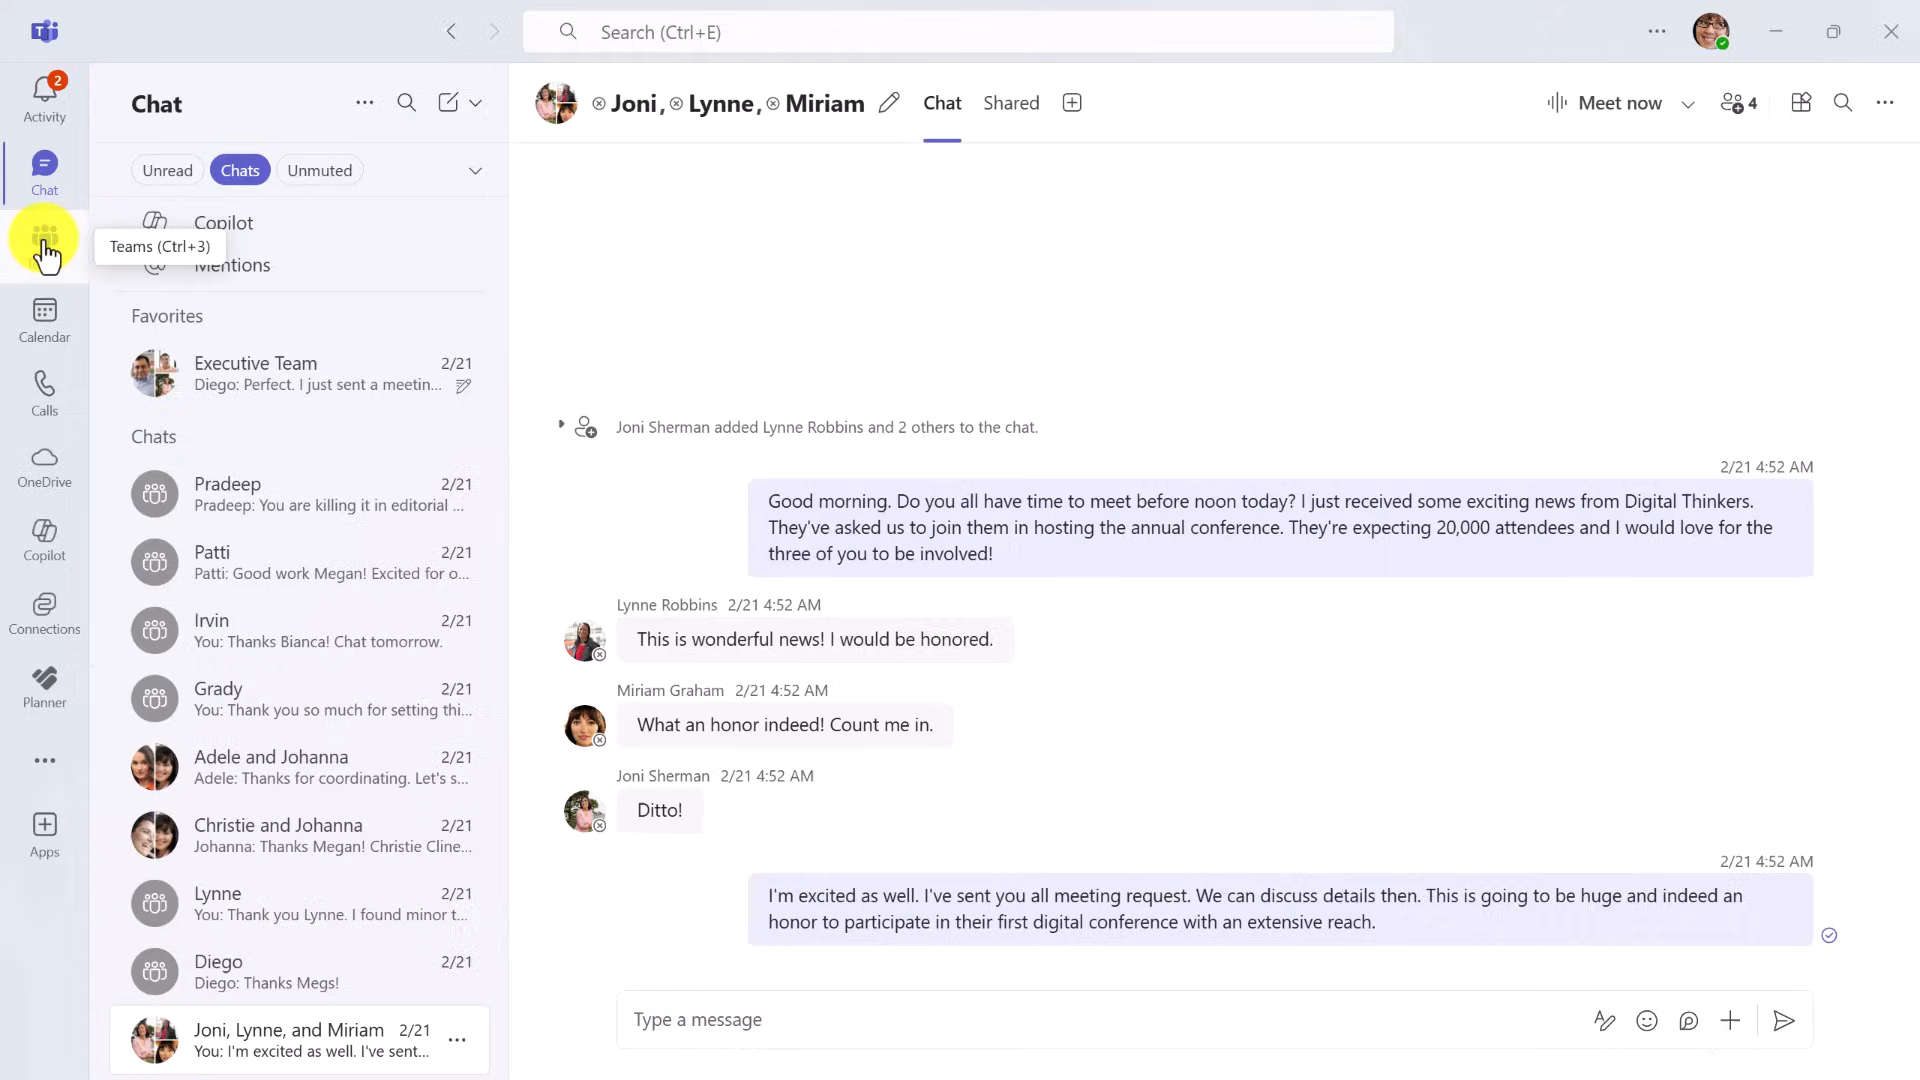 Search (Ctrl+E)
2
Activity
Chat
Teams (Ctrl+3)
Calendar
Calls
OneDrive
Copilot
Connections
Planner
Apps
Chat
Unread
Chats
Unmuted
Copilot
Mentions
Favorites
Executive Team 2/21
Diego: Perfect. I just sent a meetin...
Chats
Pradeep 2/21
Pradeep: You are killing it in editorial ...
Patti 2/21
Patti: Good work Megan! Excited for o...
Irvin 2/21
You: Thanks Bianca! Chat tomorrow.
Grady 2/21
You: Thank you so much for setting thi...
Adele and Johanna 2/21
Adele: Thanks for coordinating. Let's s...
Christie and Johanna 2/21
Johanna: Thanks Megan! Christie Cline...
Lynne 2/21
You: Thank you Lynne. I found minor t...
Diego 2/21
Diego: Thanks Megs!
Joni, Lynne, and Miriam 2/21
You: I'm excited as well. I've sent...
Joni, Lynne, Miriam
Chat
Shared
Meet now
4
Joni Sherman added Lynne Robbins and 2 others to the chat.
2/21 4:52 AM
Good morning. Do you all have time to meet before noon today? I just received some exciting news from Digital Thinkers.
They've asked us to join them in hosting the annual conference. They're expecting 20,000 attendees and I would love for the
three of you to be involved!
Lynne Robbins 2/21 4:52 AM
This is wonderful news! I would be honored.
Miriam Graham 2/21 4:52 AM
What an honor indeed! Count me in.
Joni Sherman 2/21 4:52 AM
Ditto!
2/21 4:52 AM
I'm excited as well. I've sent you all meeting request. We can discuss details then. This is going to be huge and indeed an
honor to participate in their first digital conference with an extensive reach.
Type a message